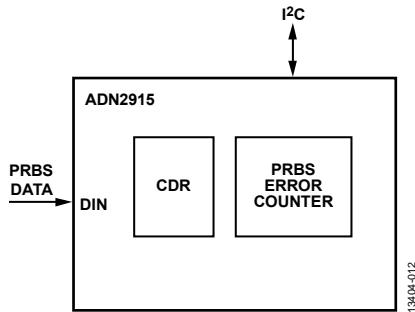 I²C
ADN2915
PRBS
DATA
DIN
CDR
PRBS
ERROR
COUNTER
13404-012